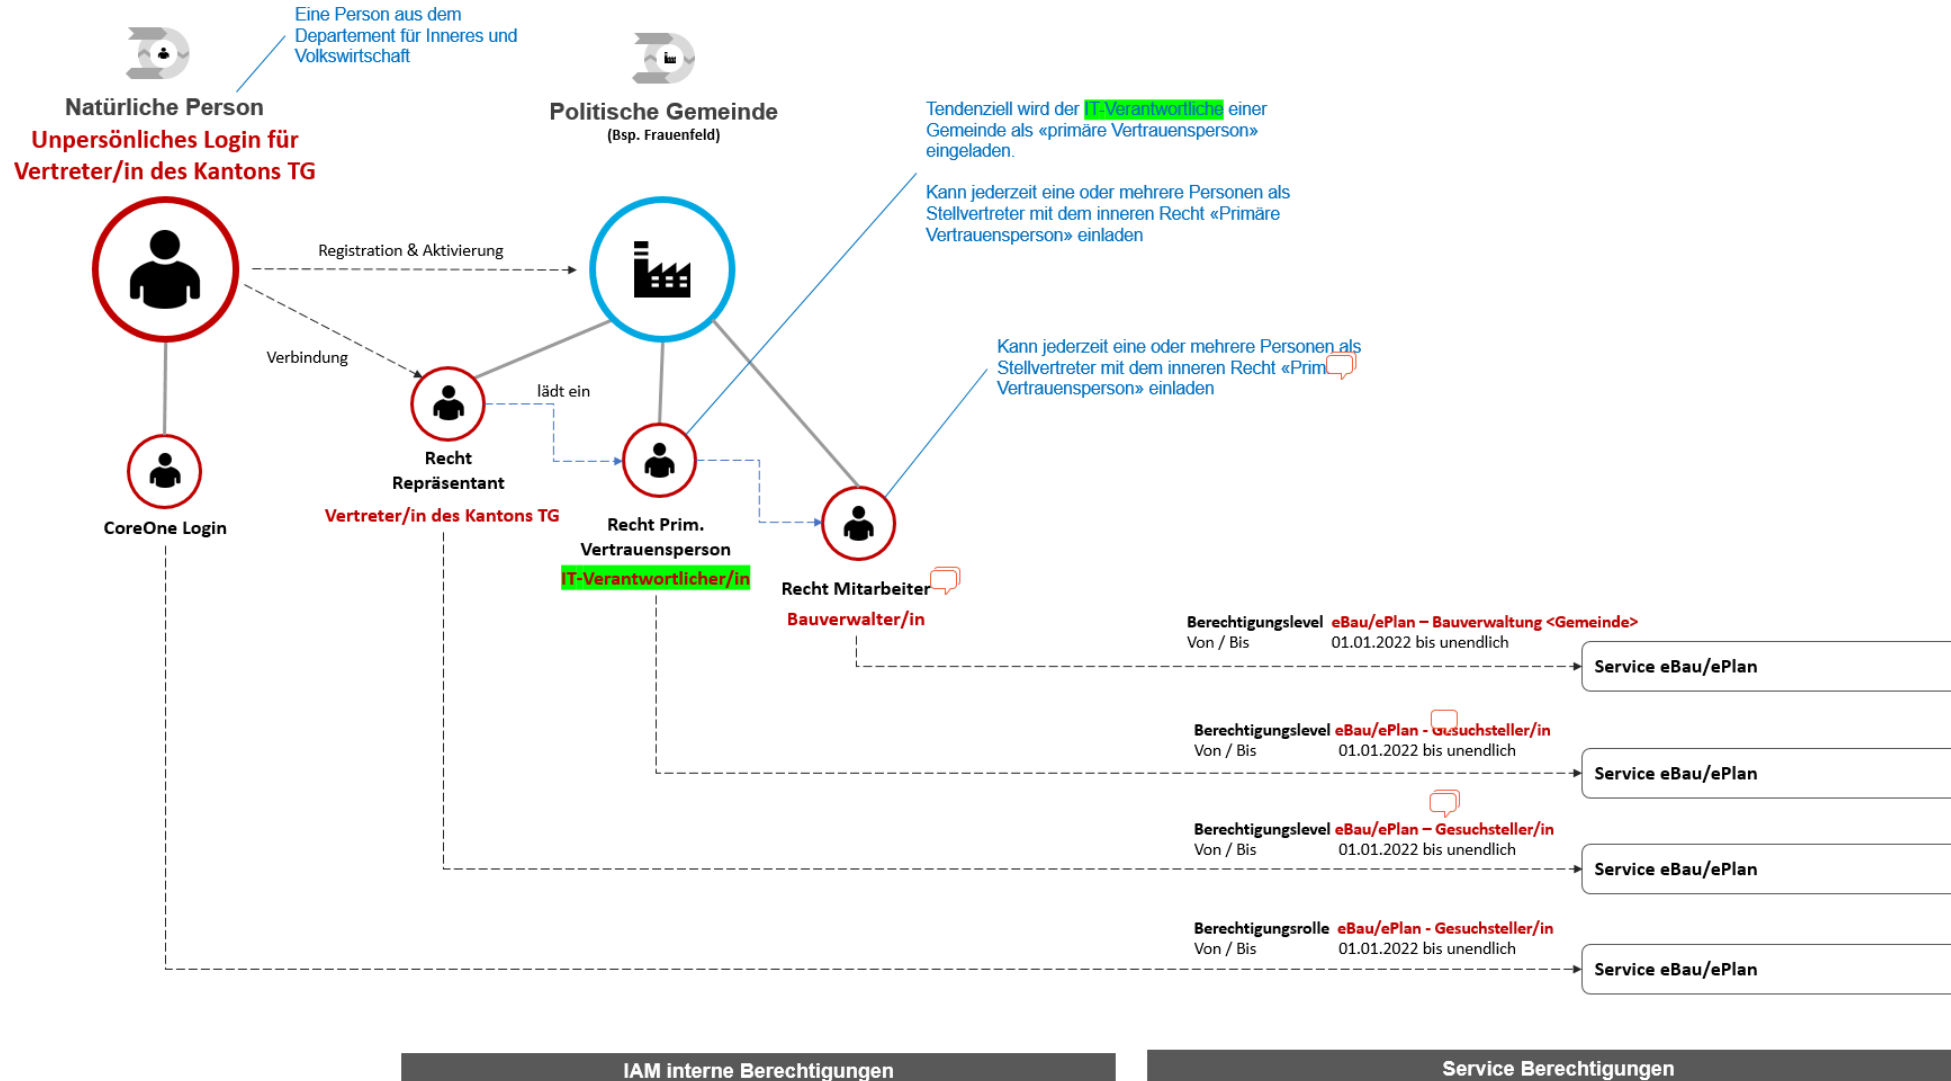 Eine Person aus dem
Departement für Inneres und
Volkswirtschaft
Natürliche Person
Unpersönliches Login für
Vertreter/in des Kantons TG
Politische Gemeinde
(Bsp. Frauenfeld)
Tendenziell wird der IT-Verantwortliche einer
Gemeinde als «primäre Vertrauensperson»
eingeladen.
Kann jederzeit eine oder mehrere Personen als
Stellvertreter mit dem inneren Recht «Primäre
Vertrauensperson» einladen
Registration & Aktivierung
Verbindung
lädt ein
Kann jederzeit eine oder mehrere Personen als
Stellvertreter mit dem inneren Recht «Prim
Vertrauensperson» einladen
CoreOne Login
Recht
Repräsentant
Vertreter/in des Kantons TG
Recht Prim.
Vertrauensperson
IT-Verantwortlicher/in
Recht Mitarbeiter
Bauverwalter/in
Berechtigungslevel eBau/ePlan – Bauverwaltung <Gemeinde>
Von / Bis 01.01.2022 bis unendlich
Service eBau/ePlan
Berechtigungslevel eBau/ePlan - Gesuchsteller/in
Von / Bis 01.01.2022 bis unendlich
Service eBau/ePlan
Berechtigungslevel eBau/ePlan – Gesuchsteller/in
Von / Bis 01.01.2022 bis unendlich
Service eBau/ePlan
Berechtigungsrolle eBau/ePlan - Gesuchsteller/in
Von / Bis 01.01.2022 bis unendlich
Service eBau/ePlan
IAM interne Berechtigungen
Service Berechtigungen